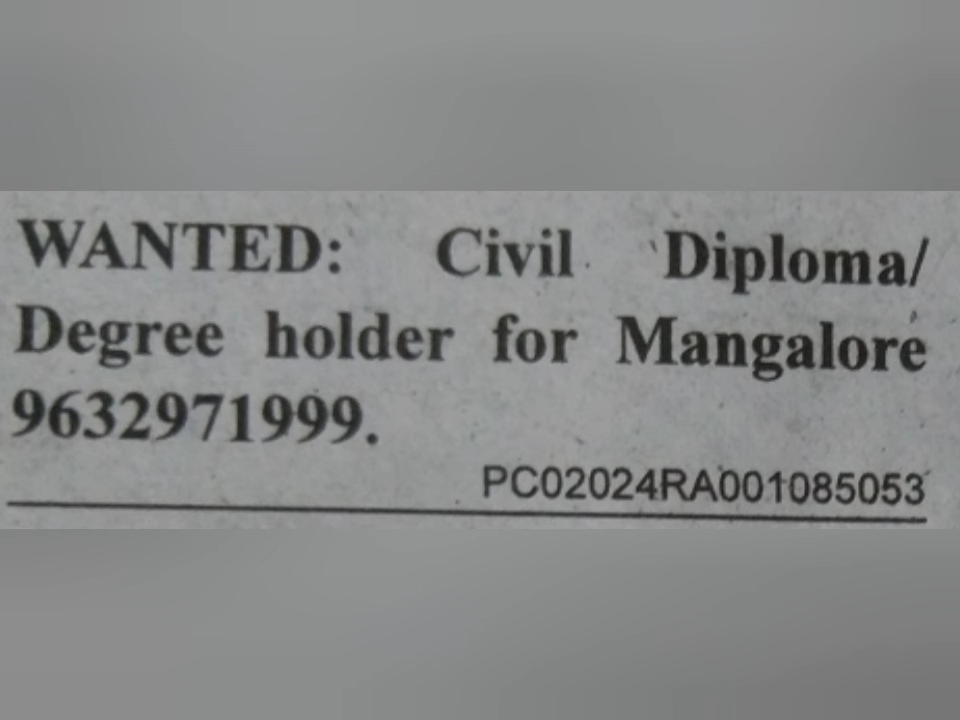 WANTED: Civil Diploma/
Degree holder for Mangalore
9632971999.
PC02024RA001085053